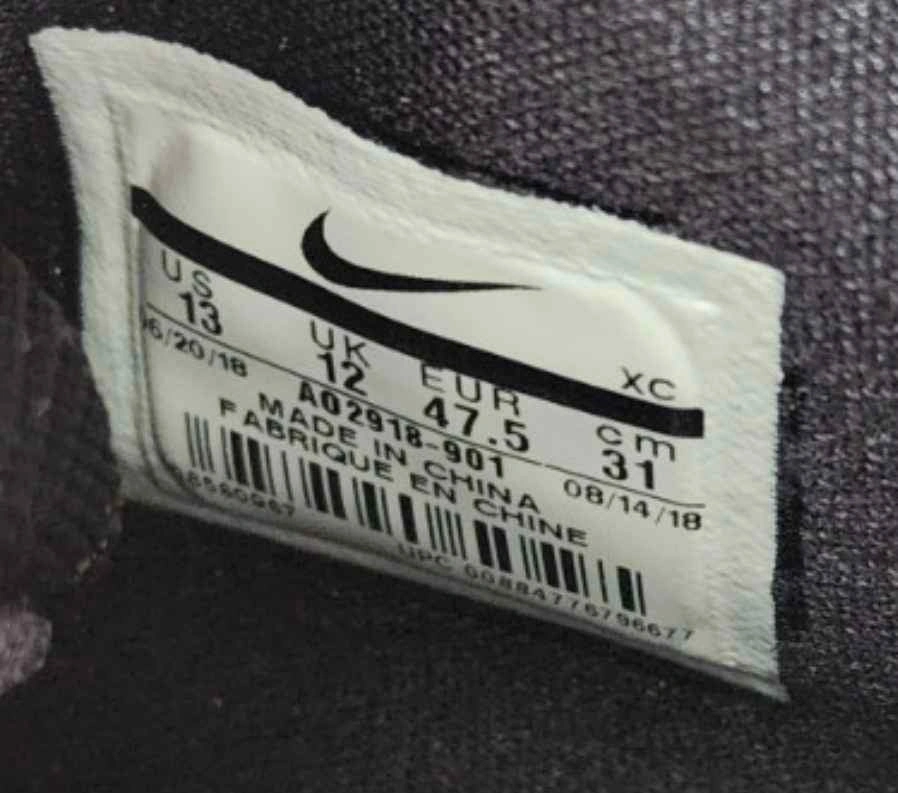 XC
US UK EUR cm
13 12 47.5 31
06/20/18 08/14/18
AO2918-901
MADE IN CHINA
FABRIQUE EN CHINE
UPC 00884776796677